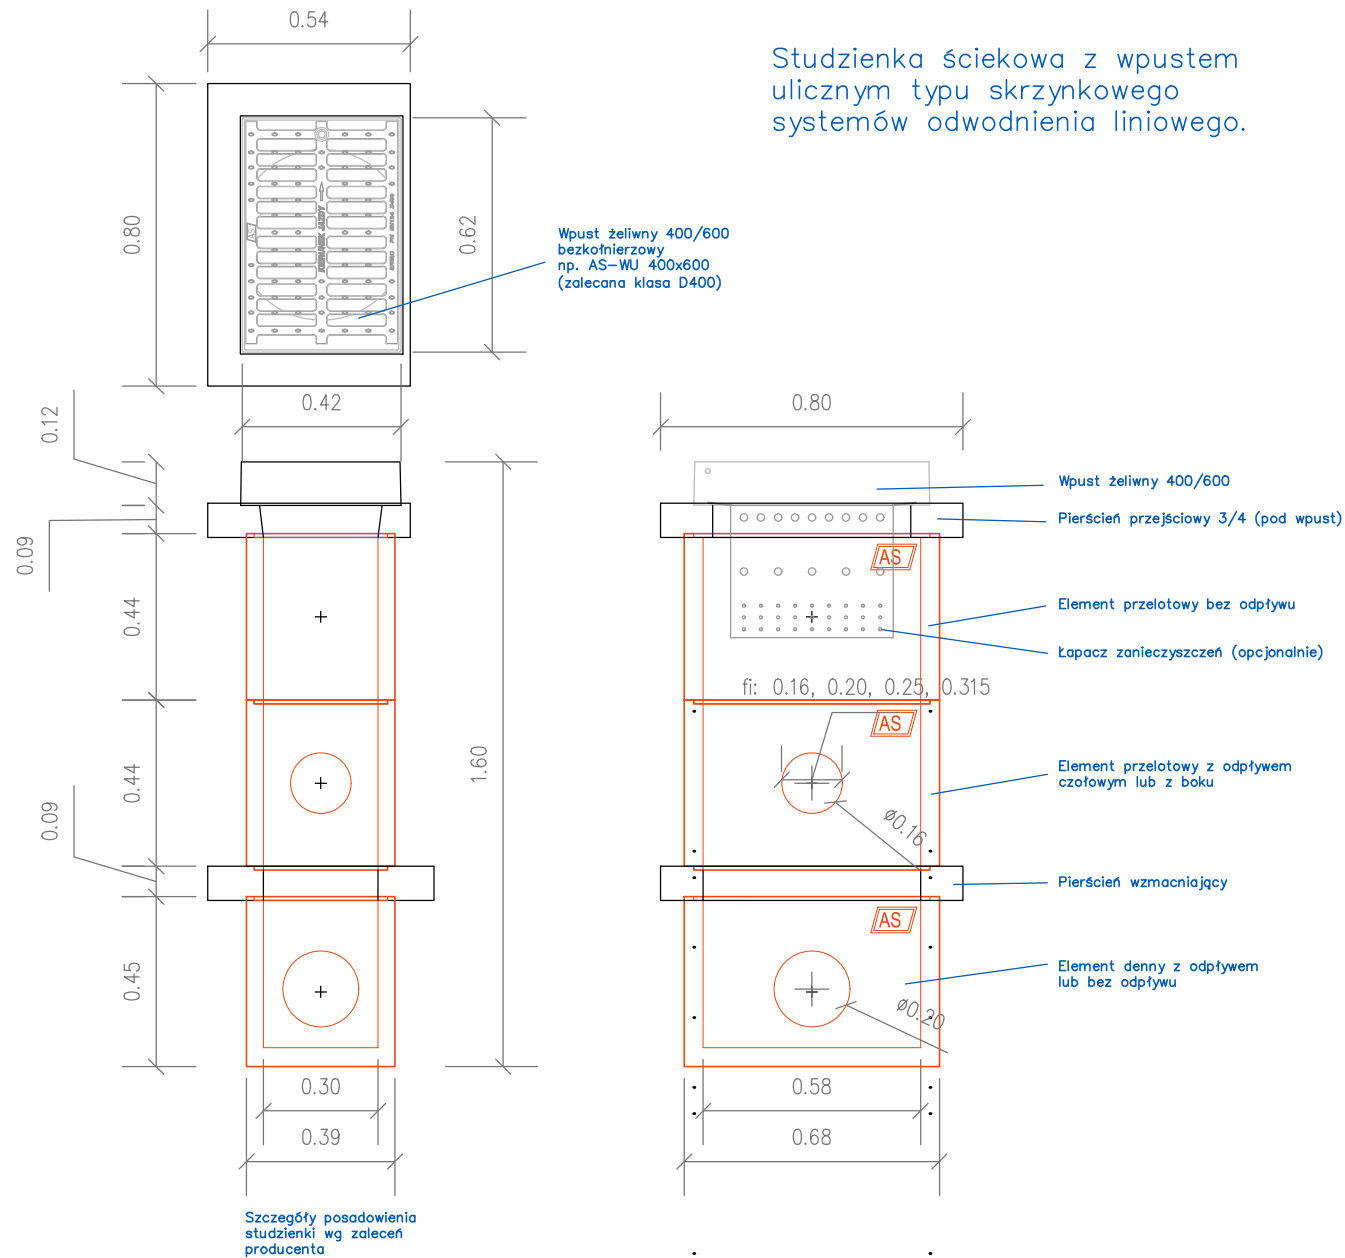 0.54
Studzienka ściekowa z wpustem
ulicznym typu skrzynkowego
systemów odwodnienia liniowego.
0.80
0.62
KIERUNEK JAZDY
AS
Wpust żeliwny 400/600
bezkołnierzowy
np. AS-WU 400x600
(zalecana klasa D400)
0.42
0.12
0.09
0.44
0.44
0.09
0.45
1.60
0.30
0.39
Szczegóły posadowienia
studzienki wg zaleceń
producenta
0.80
Wpust żeliwny 400/600
Pierścień przejściowy 3/4 (pod wpust)
AS
Element przelotowy bez odpływu
Łapacz zanieczyszczeń (opcjonalnie)
fi: 0.16, 0.20, 0.25, 0.315
AS
Element przelotowy z odpływem
czołowym lub z boku
ø0.16
Pierścień wzmacniający
AS
Element denny z odpływem
lub bez odpływu
ø0.20
0.58
0.68